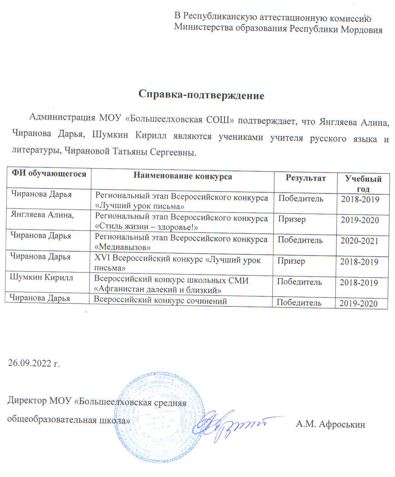 В Республиканскую аттестационную комиссию
Министерства образования Республики Мордовия
Справка-подтверждение
Администрация МОУ «Большеелховская СОШ» подтверждает, что Янгляева Алина,
Чиранова Дарья, Шумкин Кирилл являются учениками учителя русского языка и
литературы, Чирановой Татьяны Сергеевны.
ФИ обучающегося Наименование конкурса Результат Учебный
год
Чиранова Дарья Региональный этап Всероссийского конкурса Победитель 2018-2019
«Лучший урок письма»
Янгляева Алина, Региональный этап Всероссийского конкурса Призер 2019-2020
«Стиль жизни – здоровье!»
Чиранова Дарья Региональный этап Всероссийского конкурса Победитель 2020-2021
«Медиавызов»
Чиранова Дарья XVI Всероссийский конкурс «Лучший урок Призер 2018-2019
письма»
Шумкин Кирилл Всероссийский конкурс школьных СМИ Победитель 2018-2019
«Афганистан далекий и близкий»
Чиранова Дарья Всероссийский конкурс сочинений Победитель 2019-2020
26.09.2022 г.
Директор МОУ «Большеелховская средняя
общеобразовательная школа» А.М. Афроськин